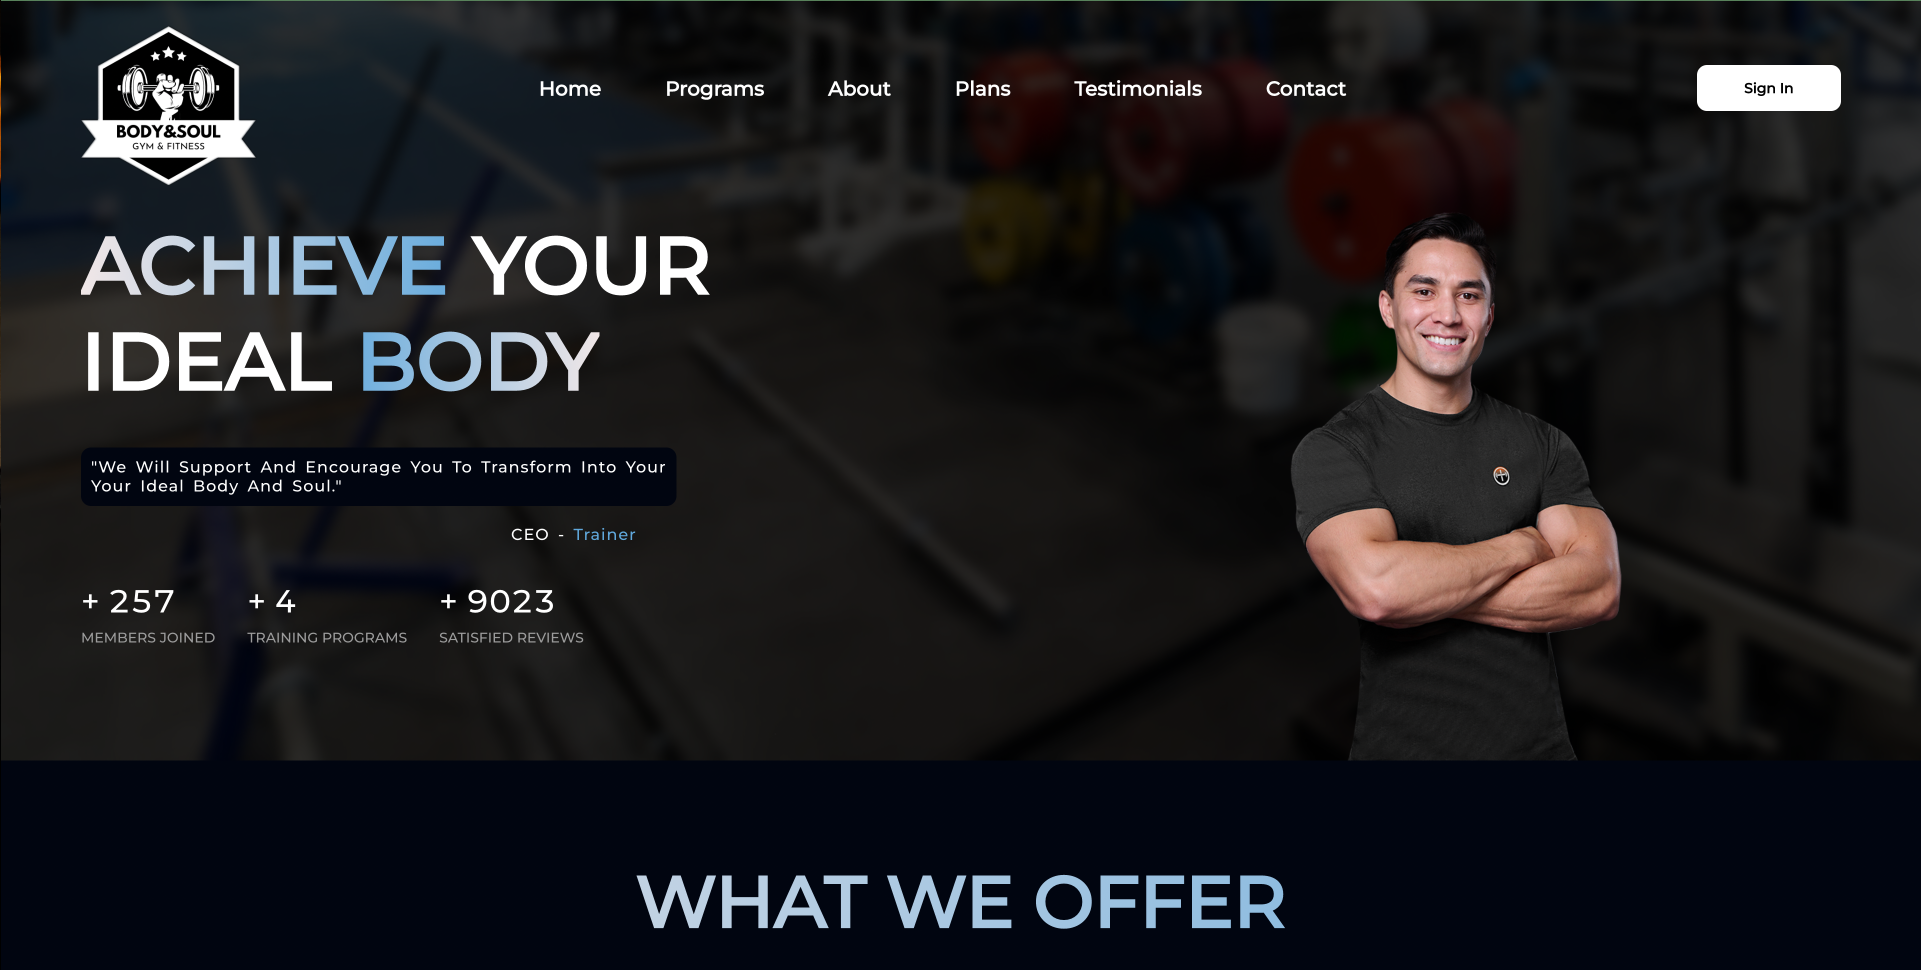 BODY&SOUL
GYM & FITNESS
Home Programs About Plans Testimonials Contact
Sign In
ACHIEVE YOUR
IDEAL BODY
"We Will Support And Encourage You To Transform Into Your
Your Ideal Body And Soul."
CEO - Trainer
+ 257 + 4 + 9023
MEMBERS JOINED TRAINING PROGRAMS SATISFIED REVIEWS
WHAT WE OFFER